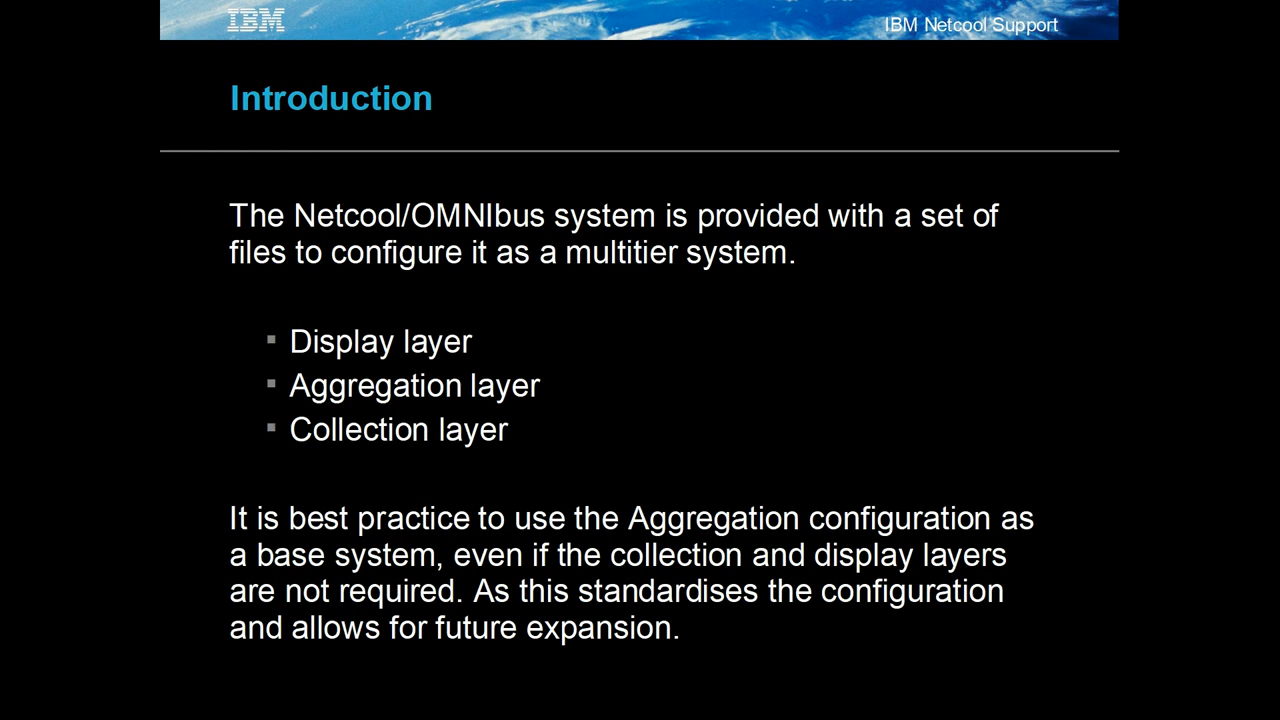 IBM
IBM Netcool Support
Introduction
The Netcool/OMNIbus system is provided with a set of
files to configure it as a multitier system.
Display layer
Aggregation layer
Collection layer
It is best practice to use the Aggregation configuration as
a base system, even if the collection and display layers
are not required. As this standardises the configuration
and allows for future expansion.